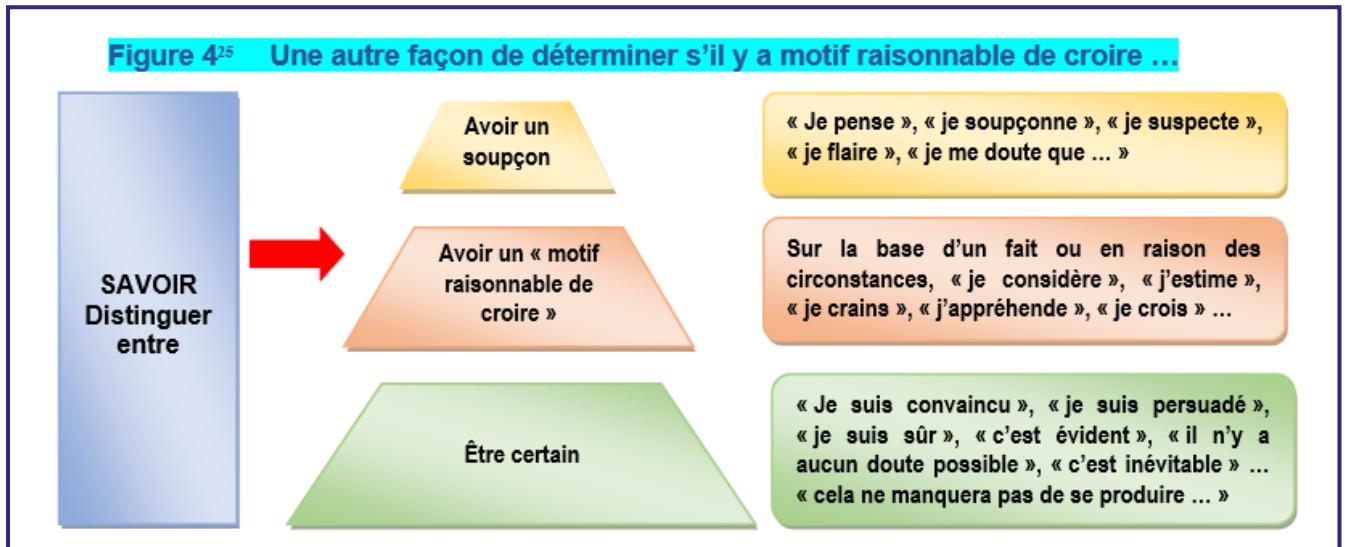 Figure 4²⁵ Une autre façon de déterminer s’il y a motif raisonnable de croire …
SAVOIR
Distinguer
entre
Avoir un
soupçon
« Je pense », « je soupçonne », « je suspecte »,
« je flaire », « je me doute que … »
Avoir un « motif
raisonnable de
croire »
Sur la base d’un fait ou en raison des
circonstances, « je considère », « j’estime »,
« je crains », « j’appréhende », « je crois » …
Être certain
« Je suis convaincu », « je suis persuadé »,
« je suis sûr », « c’est évident », « il n’y a
aucun doute possible », « c’est inévitable » …
« cela ne manquera pas de se produire … »